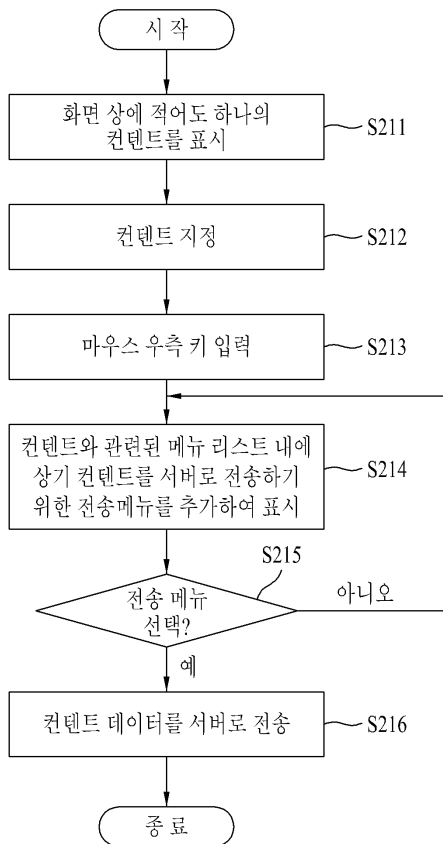 시 작
화면 상에 적어도 하나의
컨텐트를 표시
S211
컨텐트 지정
S212
마우스 우측 키 입력
S213
컨텐트와 관련된 메뉴 리스트 내에
상기 컨텐트를 서버로 전송하기
위한 전송메뉴를 추가하여 표시
S214
S215
전송 메뉴
선택?
아니오
예
컨텐트 데이터를 서버로 전송
S216
종 료